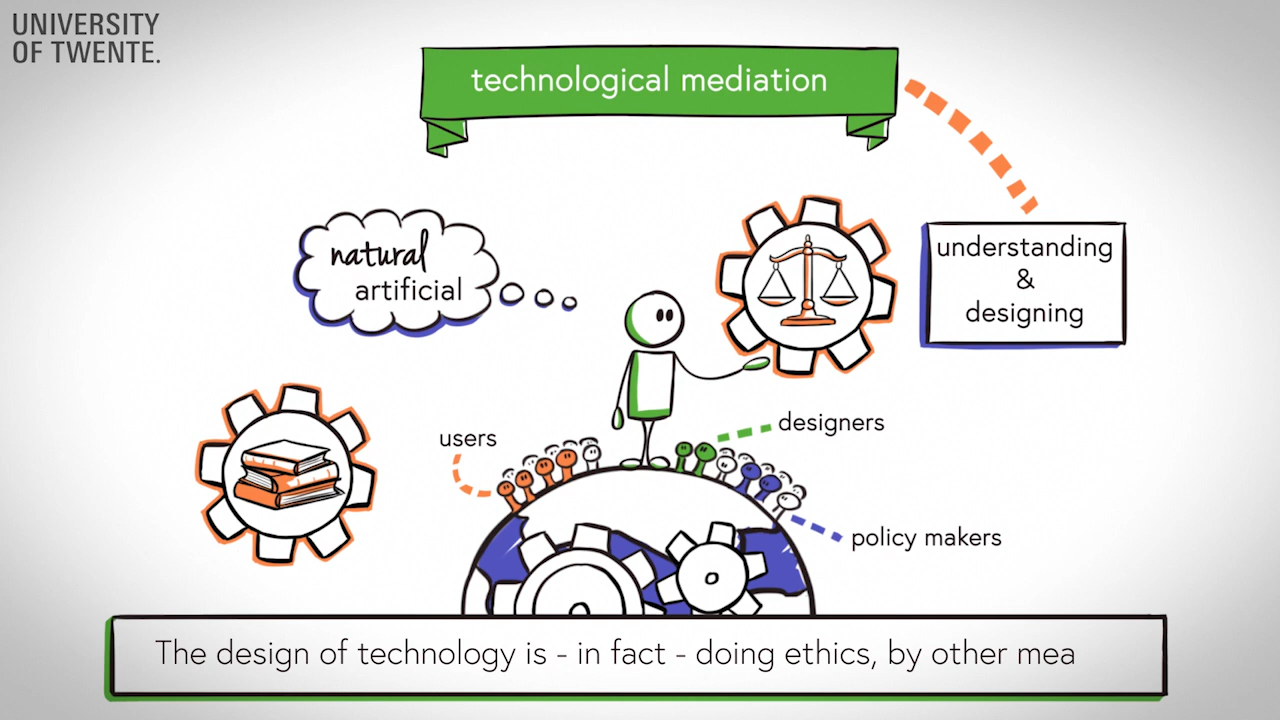 UNIVERSITY
OF TWENTE.
technological mediation
natural
artificial
understanding
&
designing
users
designers
policy makers
The design of technology is - in fact - doing ethics, by other mea